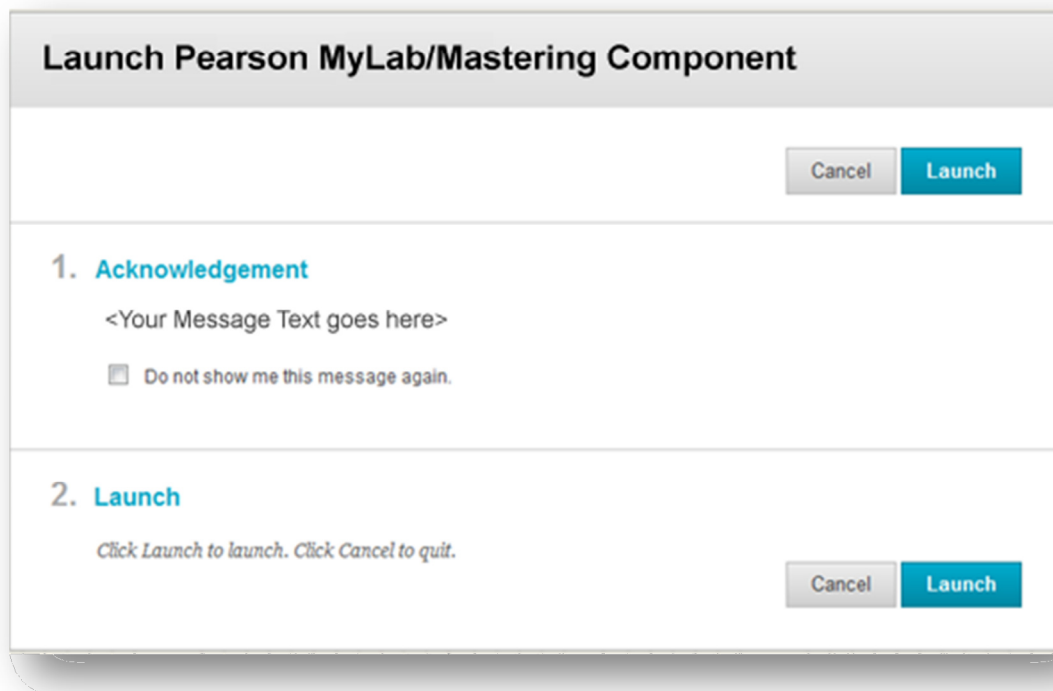 Launch Pearson MyLab/Mastering Component
Cancel Launch
1. Acknowledgement
<Your Message Text goes here>
Do not show me this message again.
2. Launch
Click Launch to launch. Click Cancel to quit.
Cancel Launch